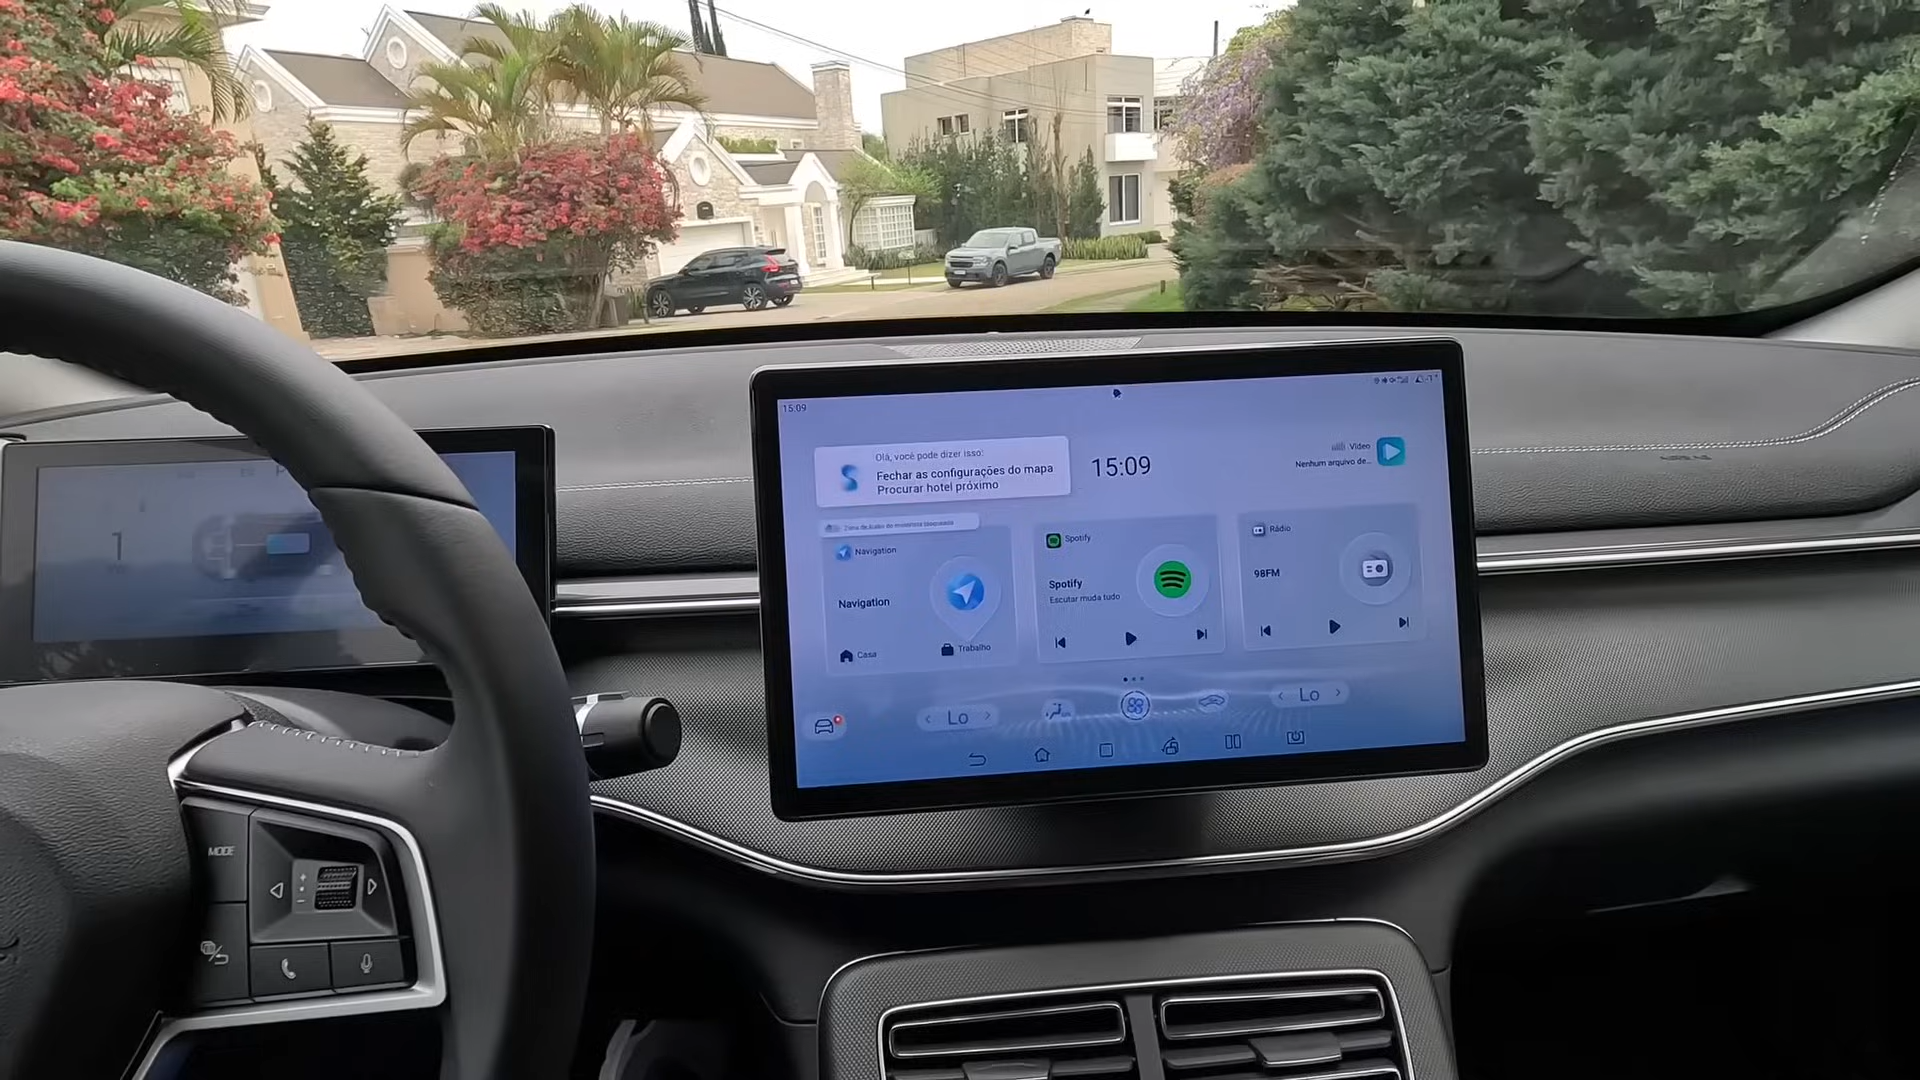 15:09
Olá, você pode dizer isso:
Fechar as configurações do mapa
Procurar hotel próximo
15:09
Vídeo
Nenhum arquivo de...
Navigation
Navigation
Casa
Trabalho
Spotify
Spotify
Escutar muda tudo
Rádio
98FM
Lo
Lo
1
P
MODE